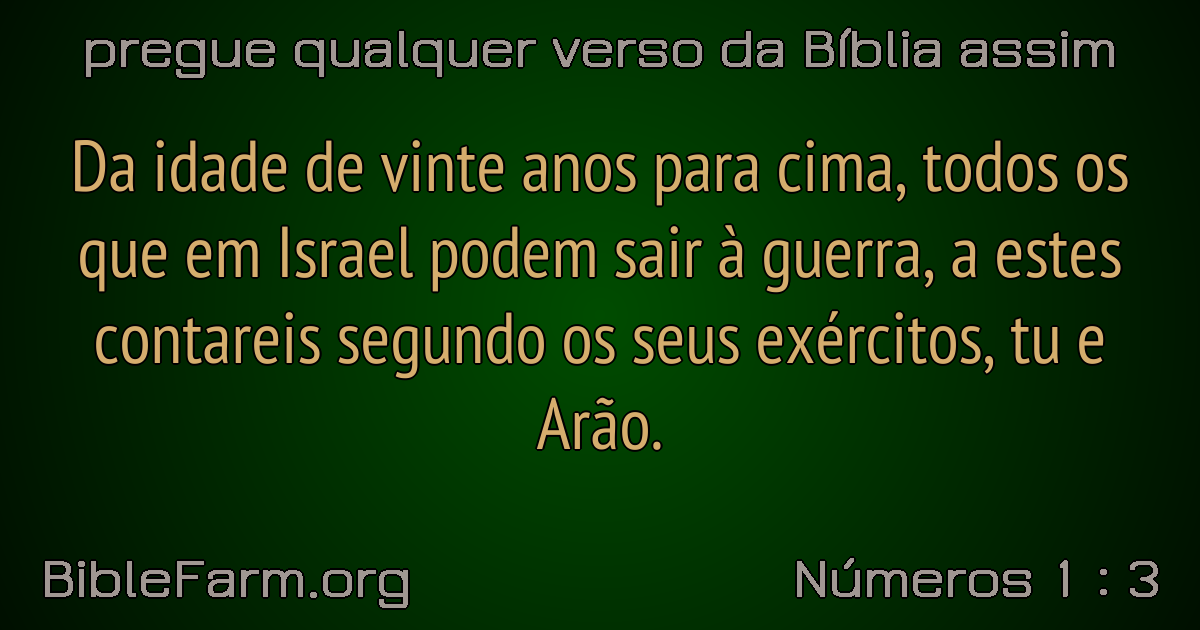 pregue qualquer verso da Bíblia assim
Da idade de vinte anos para cima, todos os
que em Israel podem sair à guerra, a estes
contareis segundo os seus exércitos, tu e
Arão.
BibleFarm.org
Números 1 : 3